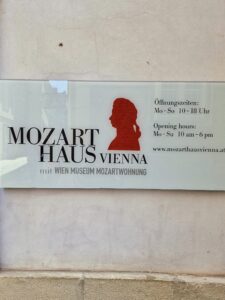 MOZART
HAUS VIENNA
mit WIEN MUSEUM MOZARTWOHNUNG
Öffnungszeiten:
Mo - So 10 - 18 Uhr
Opening hours:
Mo - Su 10 am - 6 pm
www.mozarthausvienna.at